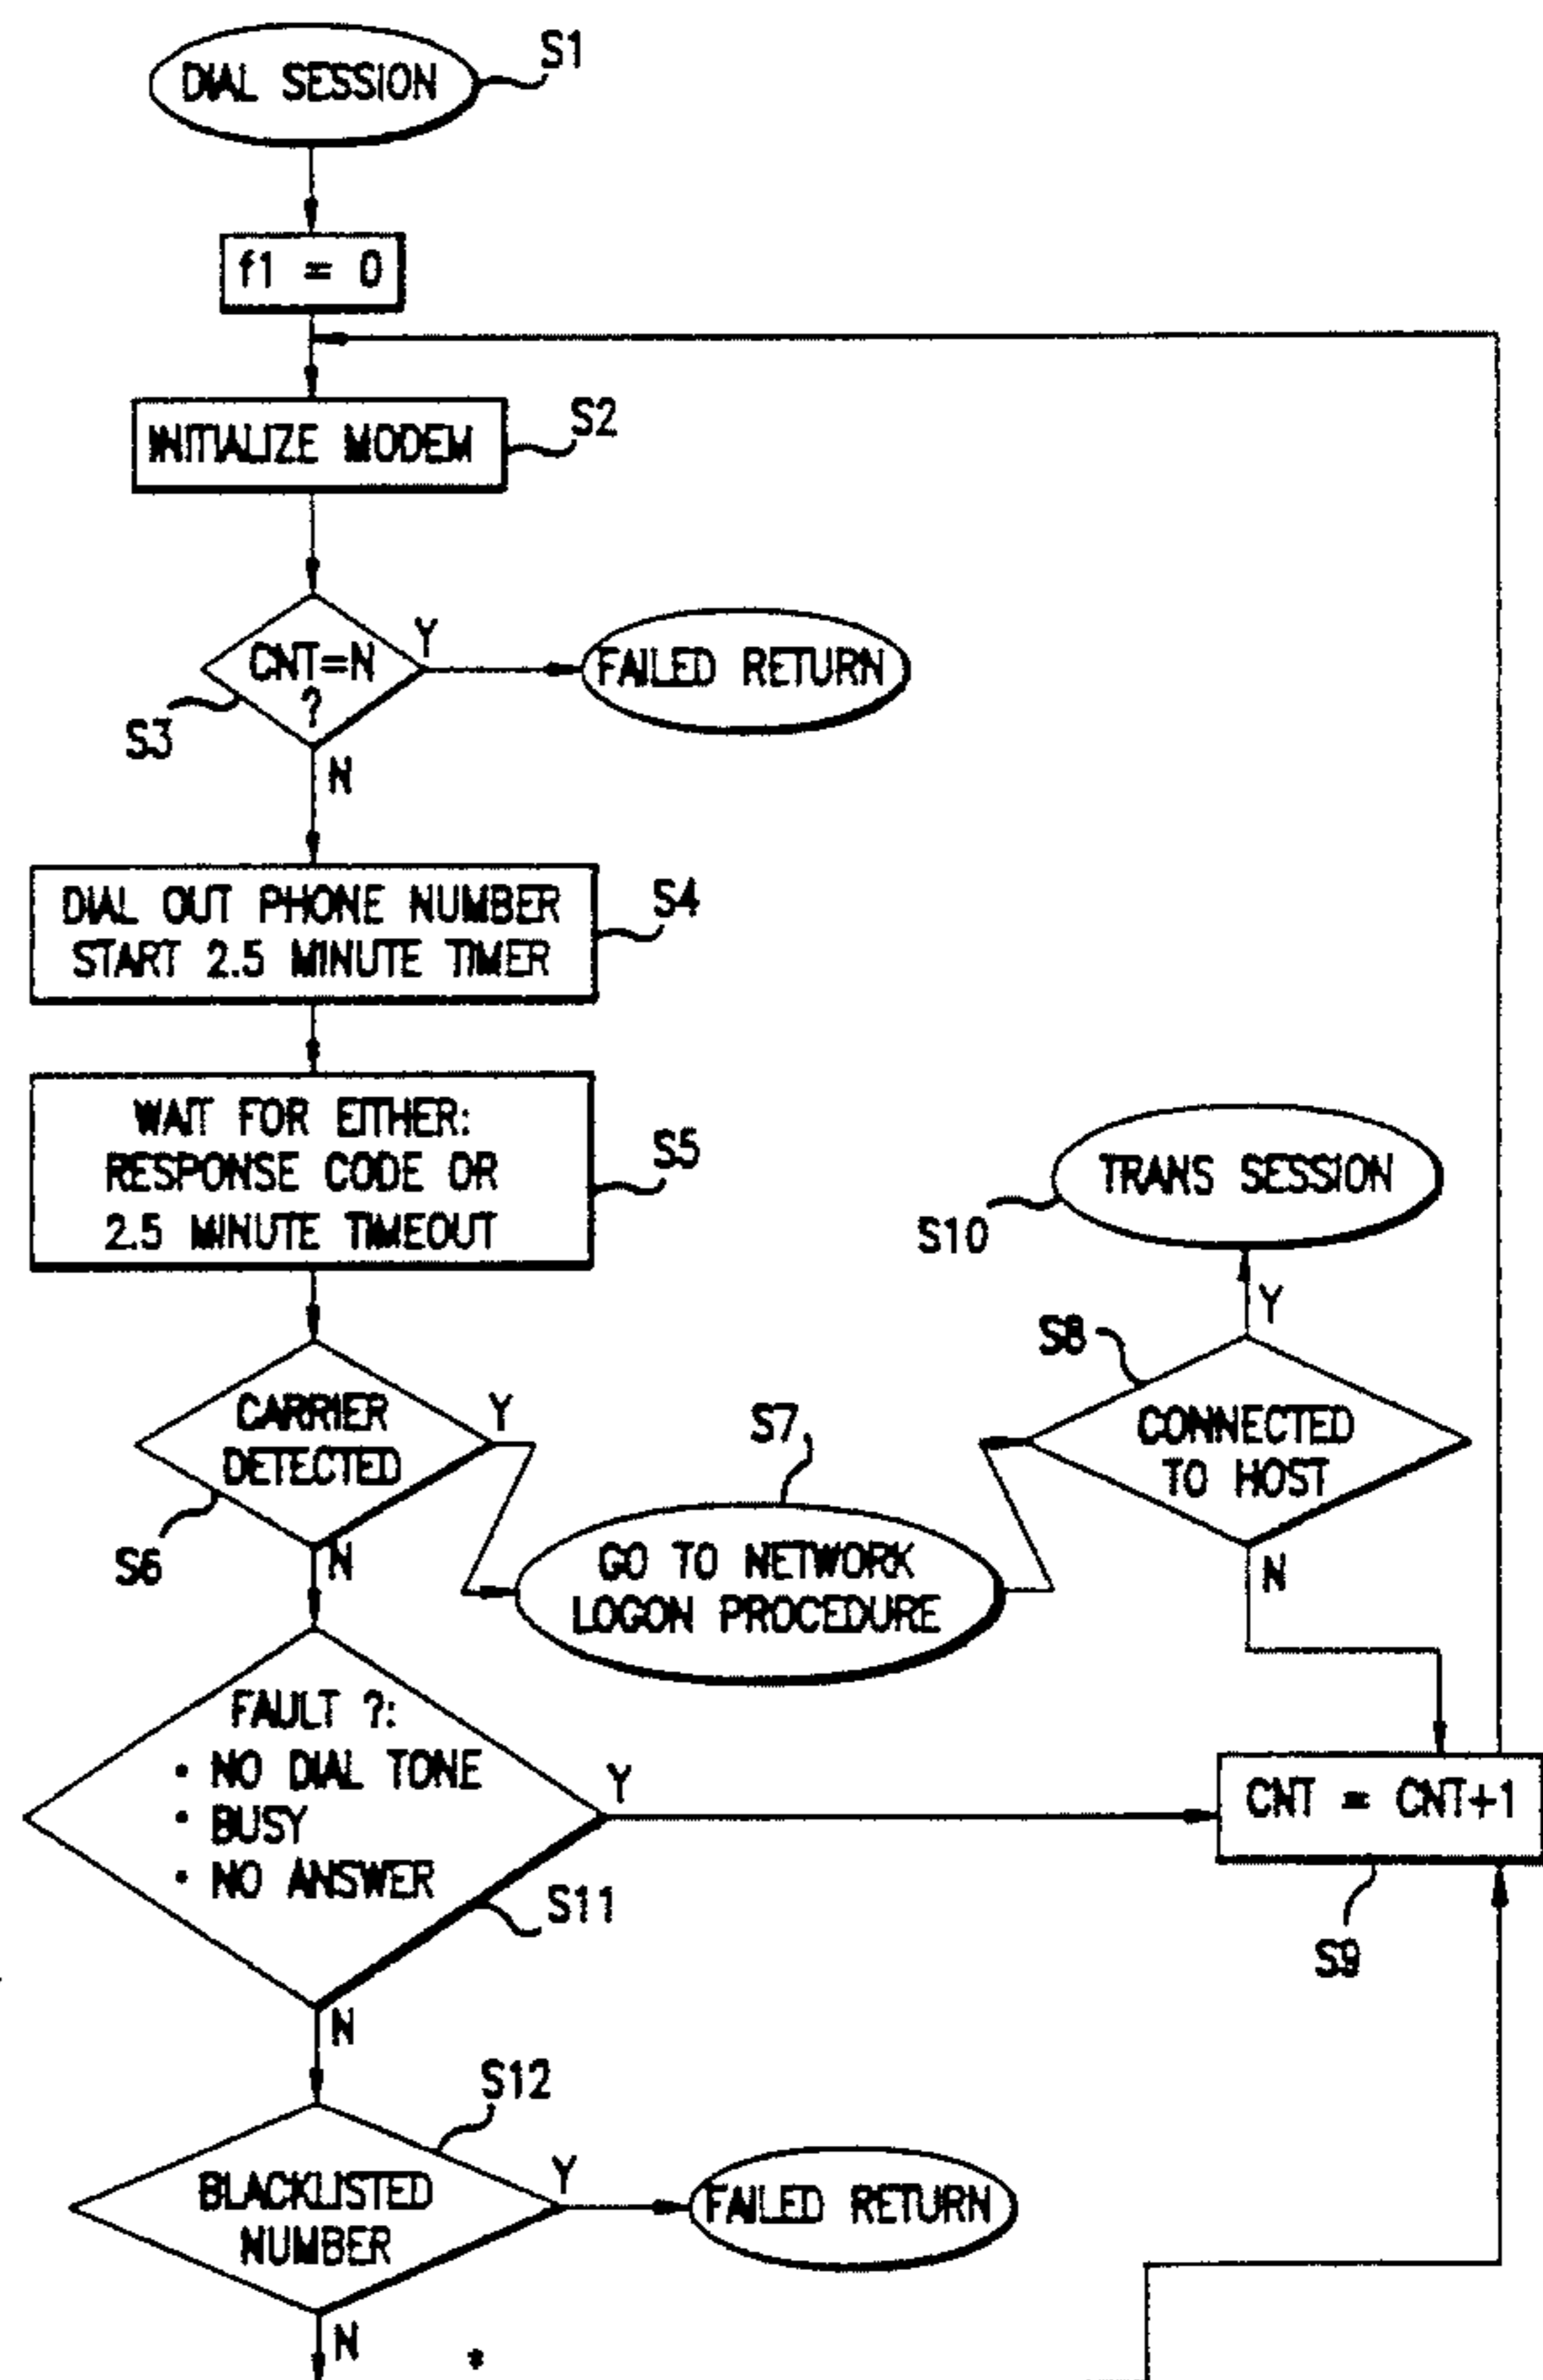 DIAL SESSION
S1
f1 = 0
INITIALIZE MODEM
S2
CNT=N
?
Y
FAILED RETURN
S3
N
DIAL OUT PHONE NUMBER
START 2.5 MINUTE TIMER
S4
WAIT FOR EITHER:
RESPONSE CODE OR
2.5 MINUTE TIMEOUT
S5
TRANS SESSION
S10
Y
S8
CONNECTED
TO HOST
N
CARRIER
DETECTED
Y
S6
N
S7
GO TO NETWORK
LOGON PROCEDURE
FAULT ?:
• NO DIAL TONE
• BUSY
• NO ANSWER
Y
S11
N
CNT = CNT+1
S9
S12
BLACKLISTED
NUMBER
Y
FAILED RETURN
N